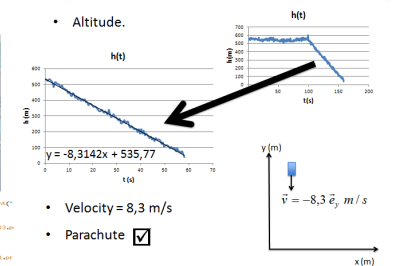 • Altitude.
h(t)
700
600
500
400
300
200
100
0
h(m)
50
100
150
200
t(s)
h(t)
600
500
400
300
200
100
0
h (m)
y = -8,3142x + 535,77
0
10
20
30
40
50
60
70
t (s)
• Velocity = 8,3 m/s
• Parachute ☑
y (m)
v⃗ = −8,3 e⃗y m / s
x (m)